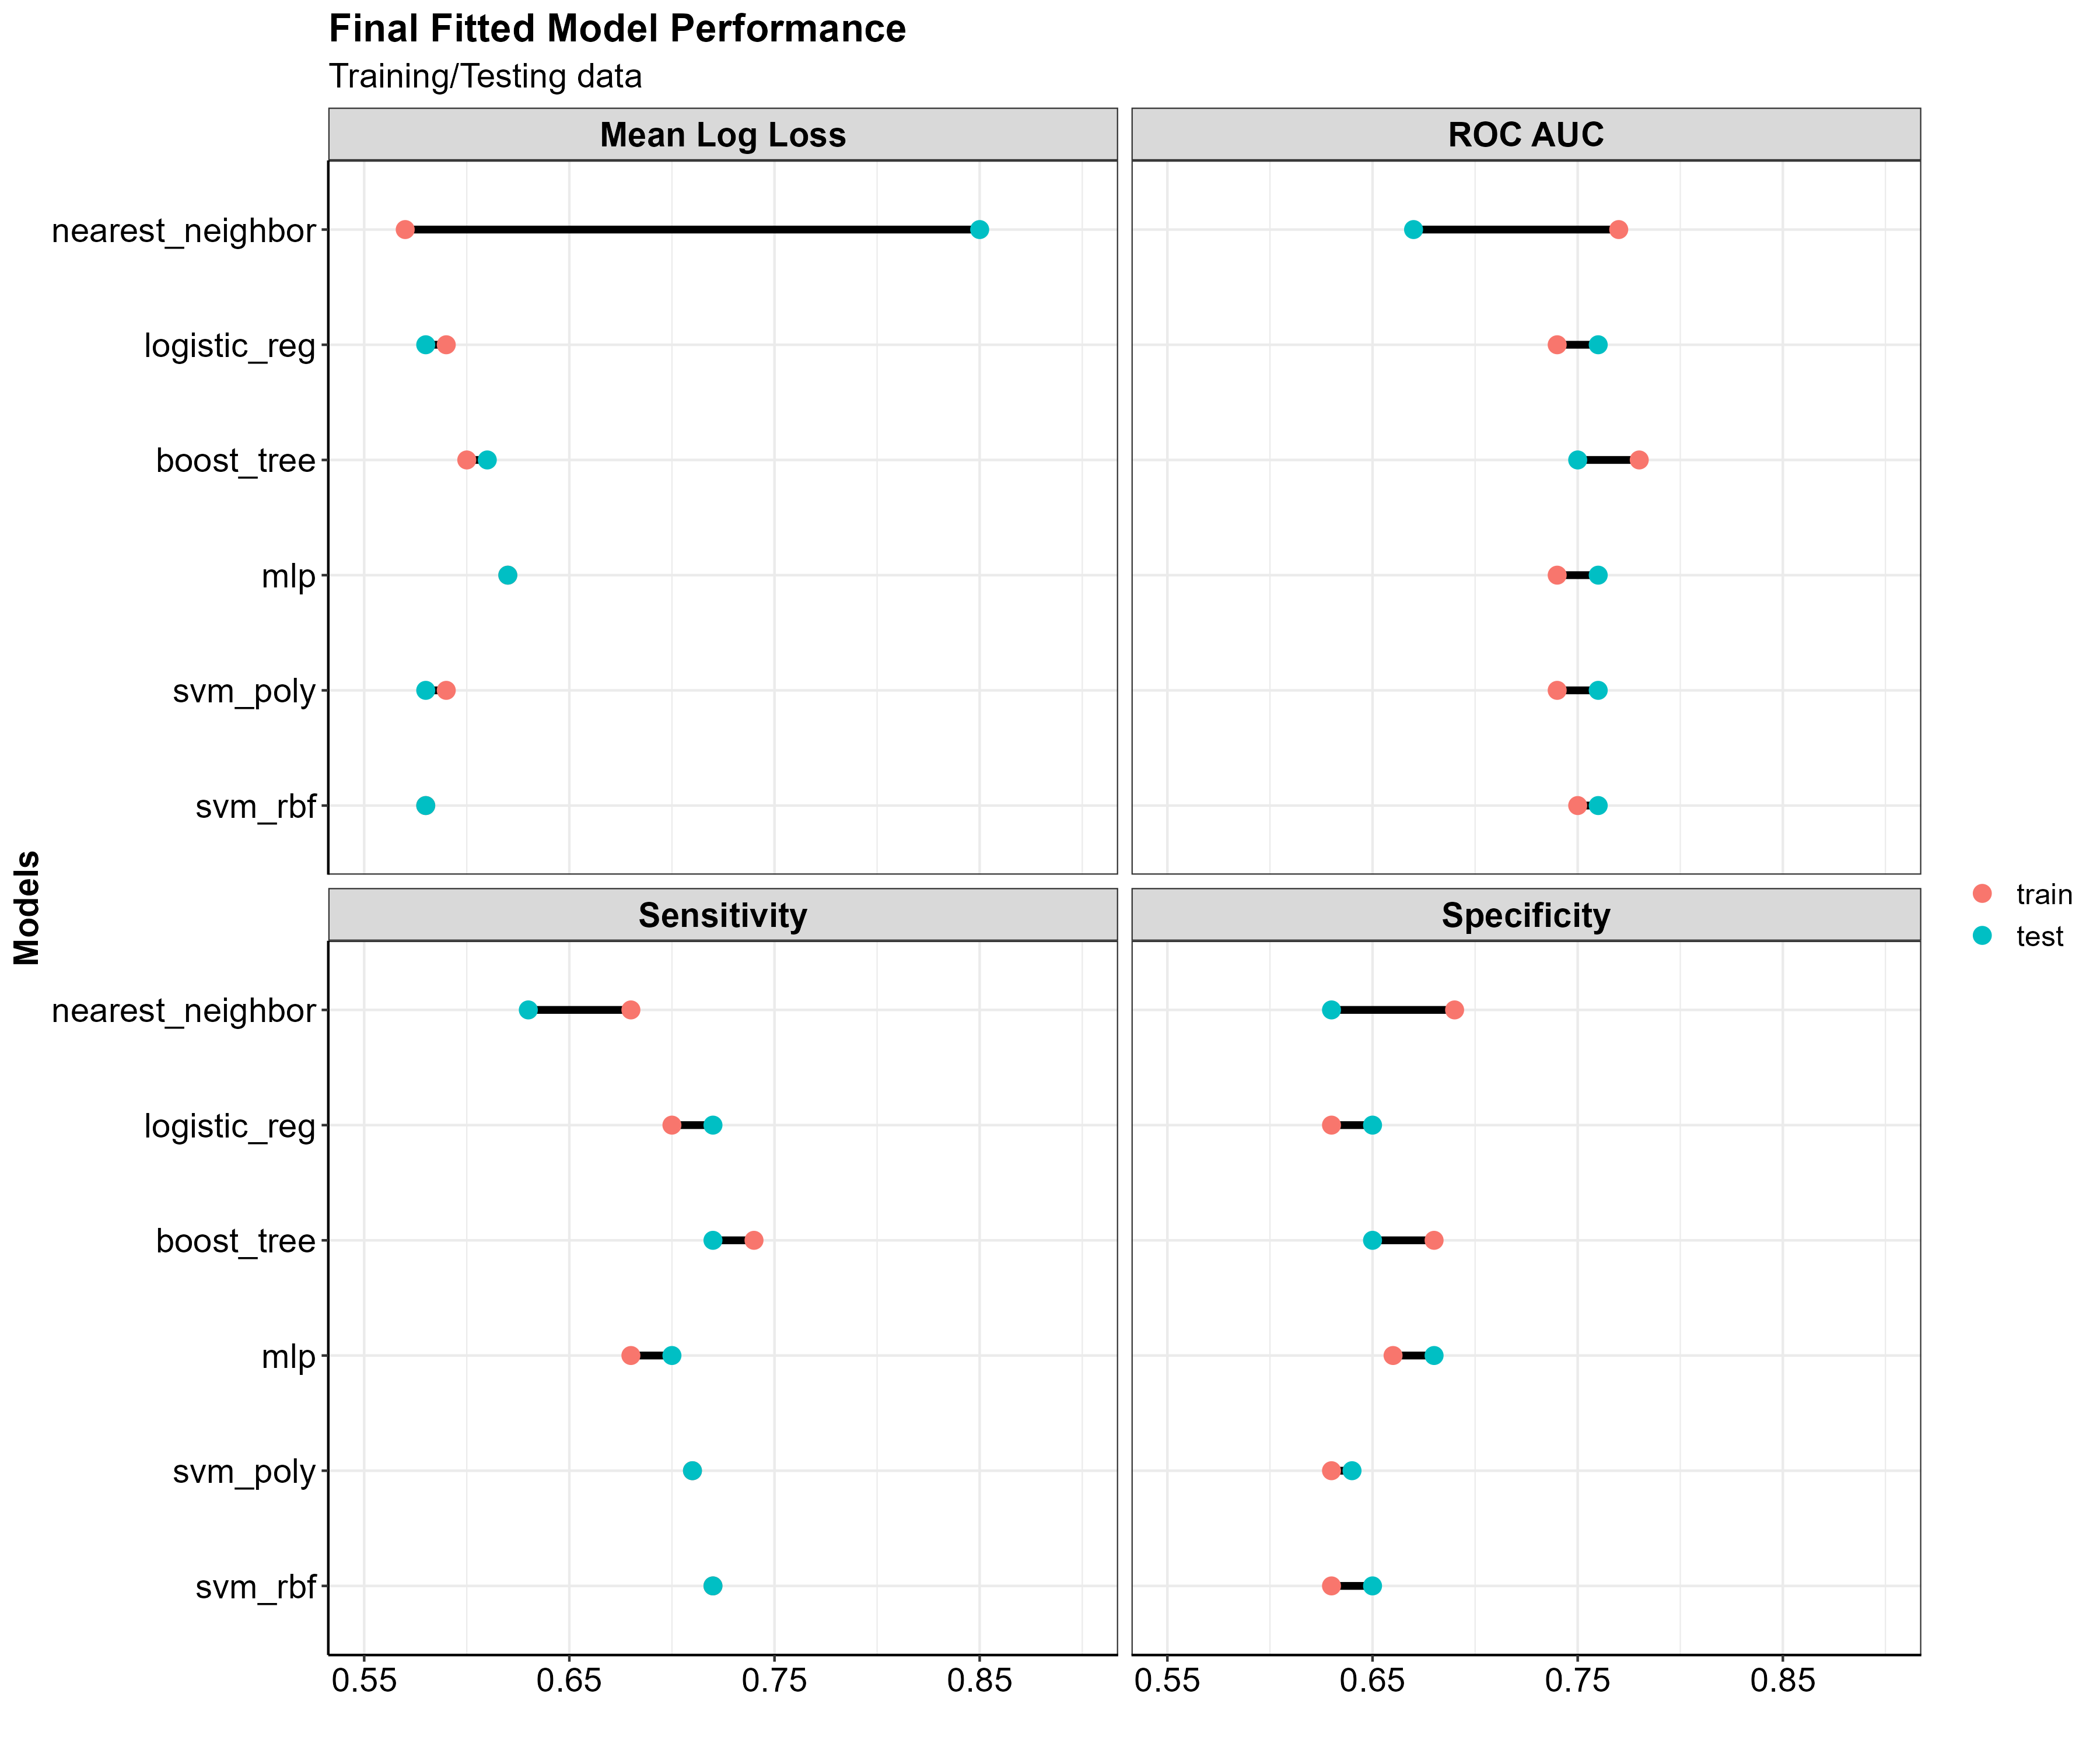 Final Fitted Model Performance
Training/Testing data
Mean Log Loss
ROC AUC
nearest_neighbor
logistic_reg
boost_tree
mlp
svm_poly
svm_rbf
Models
Sensitivity
Specificity
train
test
nearest_neighbor
logistic_reg
boost_tree
mlp
svm_poly
svm_rbf
0.55 0.65 0.75 0.85 0.55 0.65 0.75 0.85